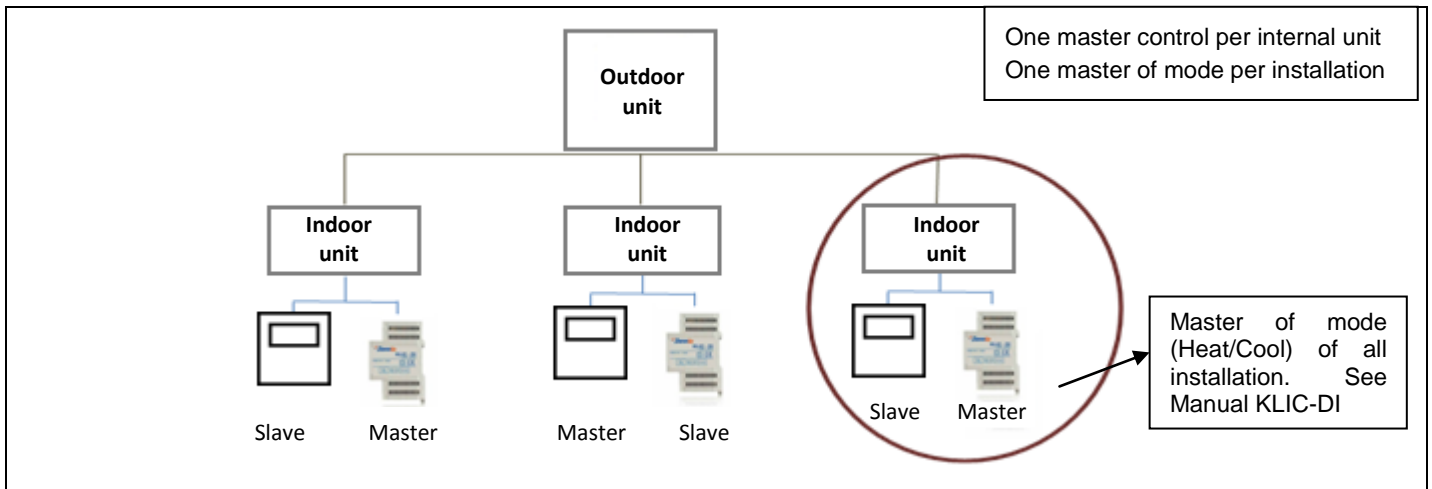 One master control per internal unit
One master of mode per installation
Outdoor
unit
Indoor
unit
Indoor
unit
Indoor
unit
Master of mode
(Heat/Cool) of all
installation. See
Manual KLIC-DI
Slave Master
Master Slave
Slave Master